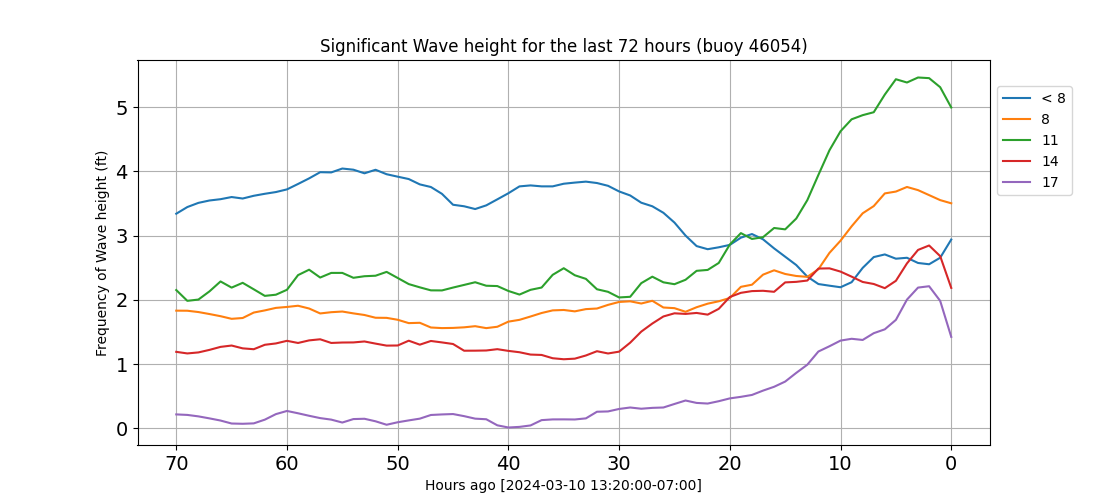 Significant Wave height for the last 72 hours (buoy 46054)
Frequency of Wave height (ft)
5
4
3
2
1
0
70 60 50 40 30 20 10 0
Hours ago [2024-03-10 13:20:00-07:00]
< 8
8
11
14
17